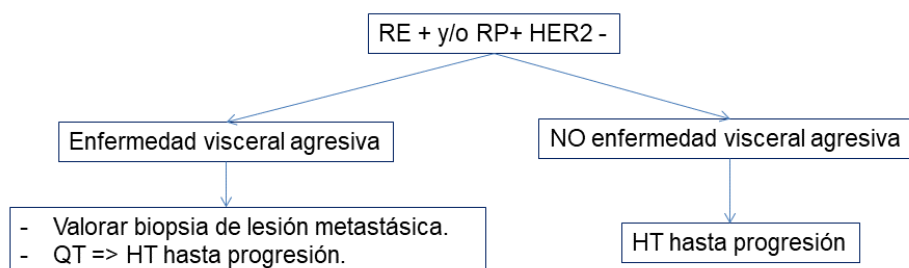 RE + y/o RP+ HER2 -
Enfermedad visceral agresiva
NO enfermedad visceral agresiva
- Valorar biopsia de lesión metastásica.
- QT => HT hasta progresión.
HT hasta progresión